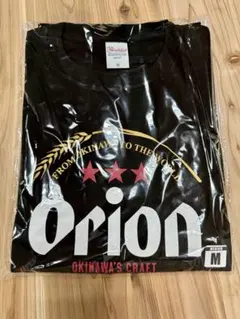 M
FROM OKINAWA TO THE WORLD
Orion
OKINAWA'S CRAFT
M